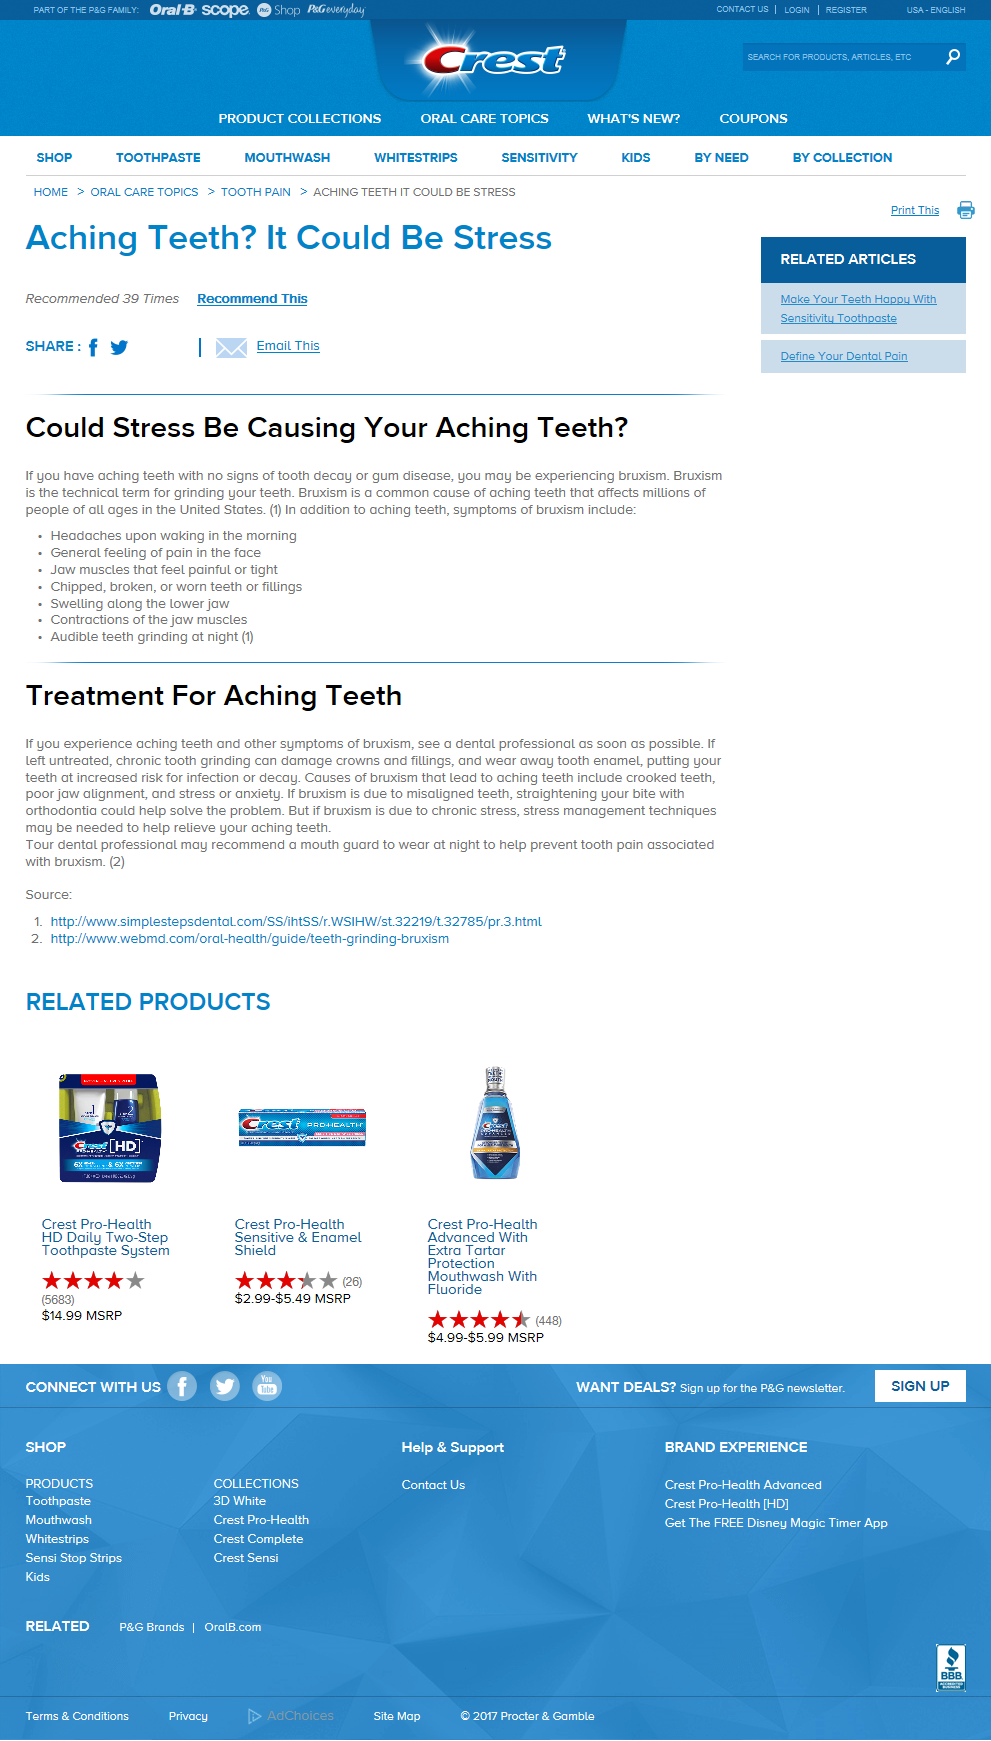 PART OF THE P&G FAMILY: Oral-B scope. P&G Shop P&G everyday
CONTACT US | LOGIN | REGISTER USA - ENGLISH
Crest
SEARCH FOR PRODUCTS, ARTICLES, ETC
PRODUCT COLLECTIONS ORAL CARE TOPICS WHAT'S NEW? COUPONS
SHOP TOOTHPASTE MOUTHWASH WHITESTRIPS SENSITIVITY KIDS BY NEED BY COLLECTION
HOME > ORAL CARE TOPICS > TOOTH PAIN > ACHING TEETH IT COULD BE STRESS
Print This
Aching Teeth? It Could Be Stress
RELATED ARTICLES
Make Your Teeth Happy With
Sensitivity Toothpaste
Define Your Dental Pain
Recommended 39 Times Recommend This
SHARE : | Email This
Could Stress Be Causing Your Aching Teeth?
If you have aching teeth with no signs of tooth decay or gum disease, you may be experiencing bruxism. Bruxism
is the technical term for grinding your teeth. Bruxism is a common cause of aching teeth that affects millions of
people of all ages in the United States. (1) In addition to aching teeth, symptoms of bruxism include:
• Headaches upon waking in the morning
• General feeling of pain in the face
• Jaw muscles that feel painful or tight
• Chipped, broken, or worn teeth or fillings
• Swelling along the lower jaw
• Contractions of the jaw muscles
• Audible teeth grinding at night (1)
Treatment For Aching Teeth
If you experience aching teeth and other symptoms of bruxism, see a dental professional as soon as possible. If
left untreated, chronic tooth grinding can damage crowns and fillings, and wear away tooth enamel, putting your
teeth at increased risk for infection or decay. Causes of bruxism that lead to aching teeth include crooked teeth,
poor jaw alignment, and stress or anxiety. If bruxism is due to misaligned teeth, straightening your bite with
orthodontia could help solve the problem. But if bruxism is due to chronic stress, stress management techniques
may be needed to help relieve your aching teeth.
Tour dental professional may recommend a mouth guard to wear at night to help prevent tooth pain associated
with bruxism. (2)
Source:
1. http://www.simplestepsdental.com/SS/ihtSS/r.WSIHW/st.32219/t.32785/pr.3.html
2. http://www.webmd.com/oral-health/guide/teeth-grinding-bruxism
RELATED PRODUCTS
1 2
Crest [HD]
6X & 6X
Crest PRO-HEALTH
Crest
Crest Pro-Health
HD Daily Two-Step
Toothpaste System
(5683)
$14.99 MSRP
Crest Pro-Health
Sensitive & Enamel
Shield
(26)
$2.99-$5.49 MSRP
Crest Pro-Health
Advanced With
Extra Tartar
Protection
Mouthwash With
Fluoride
(448)
$4.99-$5.99 MSRP
CONNECT WITH US You Tube
WANT DEALS? Sign up for the P&G newsletter. SIGN UP
SHOP
PRODUCTS
Toothpaste
Mouthwash
Whitestrips
Sensi Stop Strips
Kids
COLLECTIONS
3D White
Crest Pro-Health
Crest Complete
Crest Sensi
Help & Support
Contact Us
BRAND EXPERIENCE
Crest Pro-Health Advanced
Crest Pro-Health [HD]
Get The FREE Disney Magic Timer App
RELATED P&G Brands | OralB.com
BBB
ACCREDITED
BUSINESS
Terms & Conditions Privacy AdChoices Site Map © 2017 Procter & Gamble